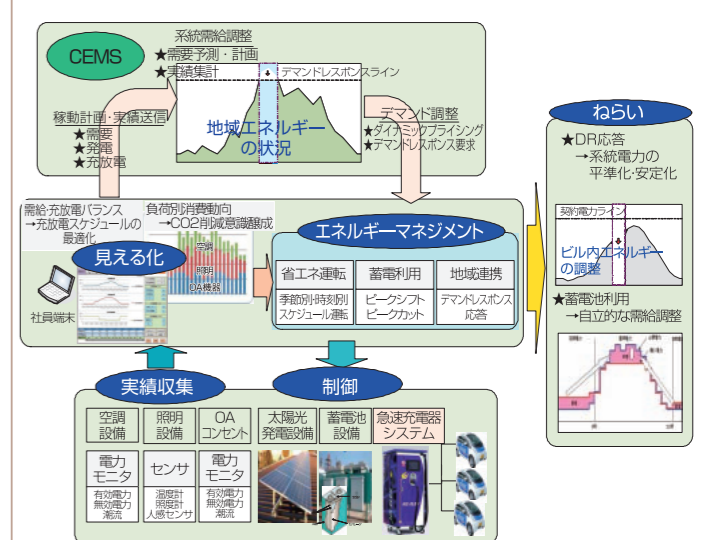 CEMS
系統需給調整
★需要予測・計画
★実績集計
デマンドレスポンスライン
地域エネルギー
の状況
稼動計画・実績送信
★需要
★発電
★充放電
デマンド調整
★ダイナミックプライシング
★デマンドレスポンス要求
需給・充放電バランス
→充放電スケジュールの
最適化
負荷別消費動向
→CO2削減意識醸成
見える化
空調
照明
OA機器
社員端末
エネルギーマネジメント
省エネ運転
季節別・時刻別
スケジュール運転
蓄電利用
ピークシフト
ピークカット
地域連携
デマンドレスポンス
応答
ねらい
★DR応答
→系統電力の
平準化・安定化
契約電力ライン
ビル内エネルギー
の調整
★蓄電池利用
→自立的な需給調整
実績収集
制御
空調
設備
照明
設備
OA
コンセント
太陽光
発電設備
蓄電池
設備
急速充電器
システム
電力
モニタ
有効電力
無効電力
潮流
センサ
温度計
照度計
人感センサ
電力
モニタ
有効電力
無効電力
潮流